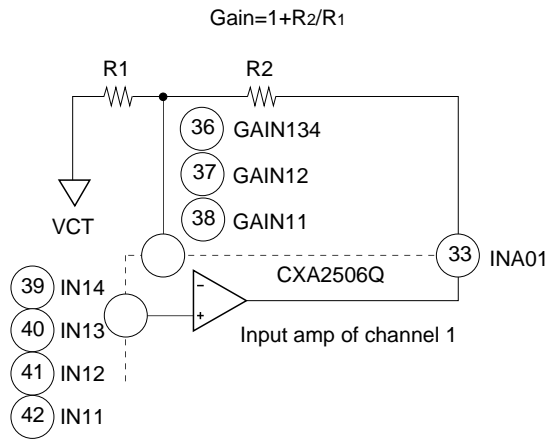 Gain=1+R2/R1
R1
R2
36 GAIN134
37 GAIN12
38 GAIN11
VCT
33 INA01
CXA2506Q
39 IN14
40 IN13
41 IN12
42 IN11
-
+
Input amp of channel 1